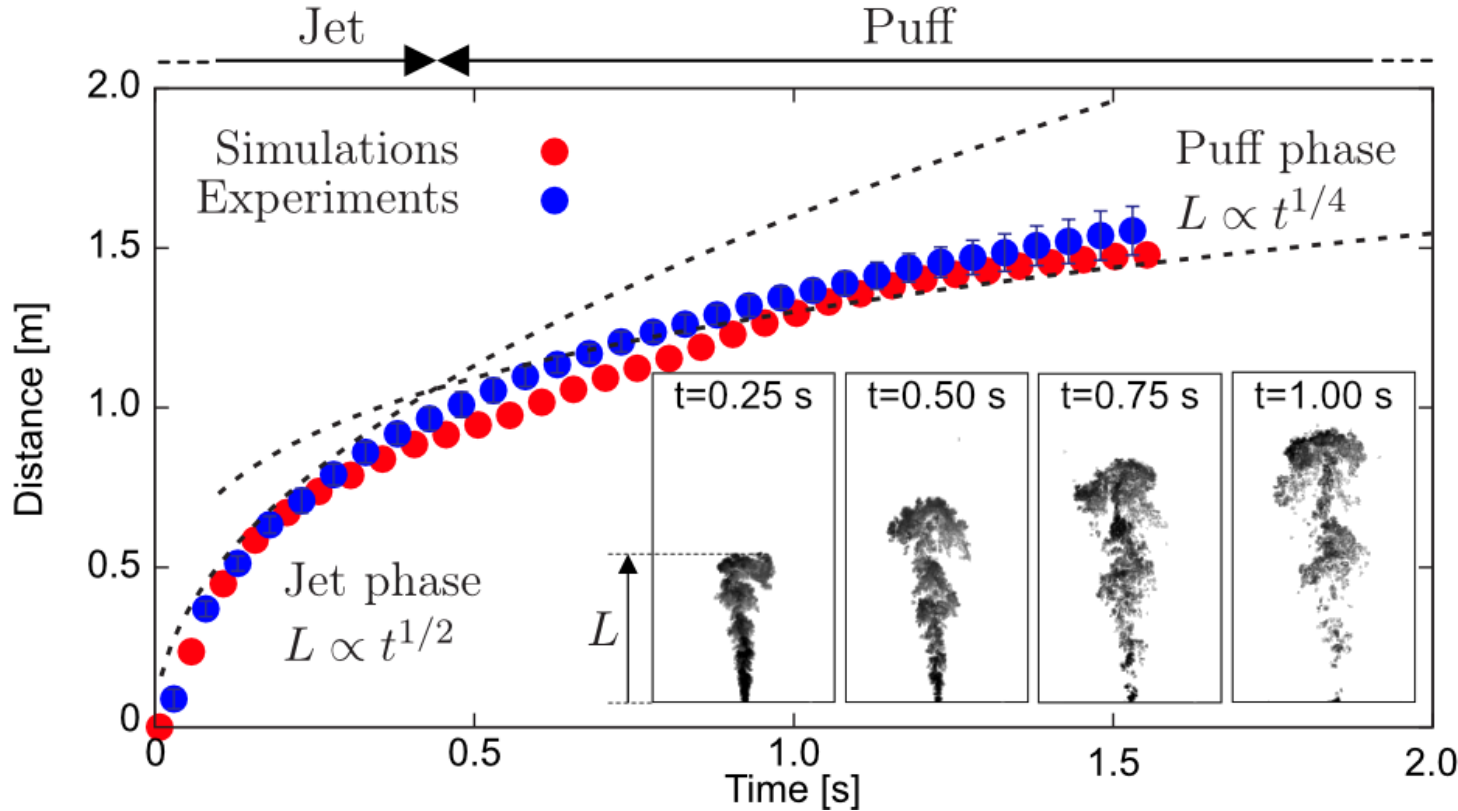 Jet
Puff
2.0
1.5
1.0
0.5
0
Distance [m]
Simulations
Experiments
Puff phase
L ∝ t^{1/4}
Jet phase
L ∝ t^{1/2}
L
t=0.25 s
t=0.50 s
t=0.75 s
t=1.00 s
0
0.5
1.0
1.5
2.0
Time [s]